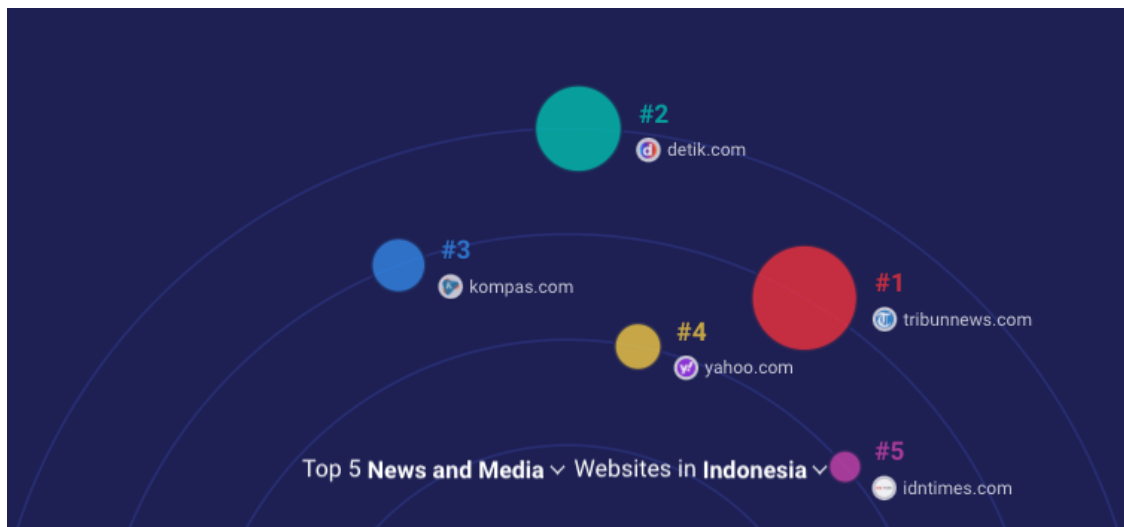 #2
detik.com
#3
kompas.com
#1
tribunnews.com
#4
yahoo.com
Top 5 News and Media Websites in Indonesia
#5
idntimes.com